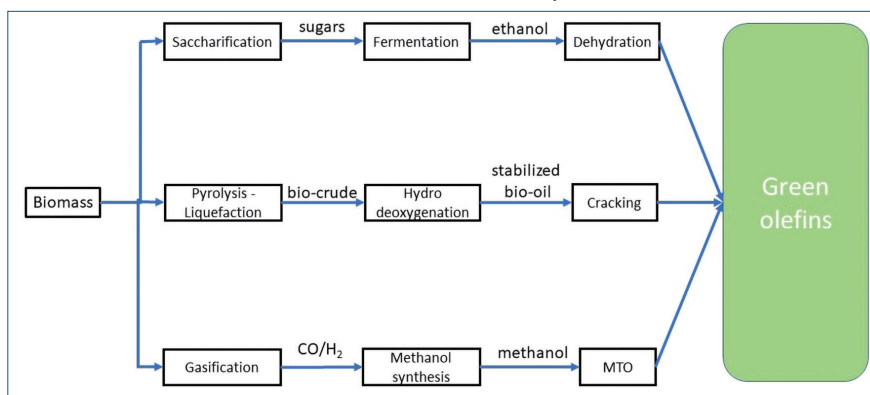 sugars
ethanol
Saccharification
Fermentation
Dehydration
Biomass
Pyrolysis -
Liquefaction
bio-crude
Hydro
deoxygenation
stabilized
bio-oil
Cracking
Green
olefins
Gasification
CO/H₂
Methanol
synthesis
methanol
MTO